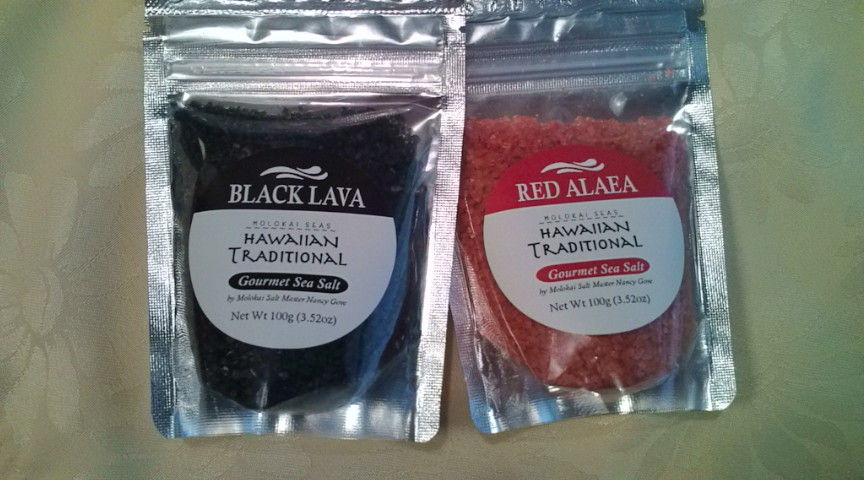 BLACK LAVA
MOLOKAI SEAS
HAWAIIAN
TRADITIONAL
Gourmet Sea Salt
by Molokai Salt Master Nancy Gove
Net Wt 100g (3.52oz)
RED ALAEA
MOLOKAI SEAS
HAWAIIAN
TRADITIONAL
Gourmet Sea Salt
by Molokai Salt Master Nancy Gove
Net Wt 100g (3.52oz)